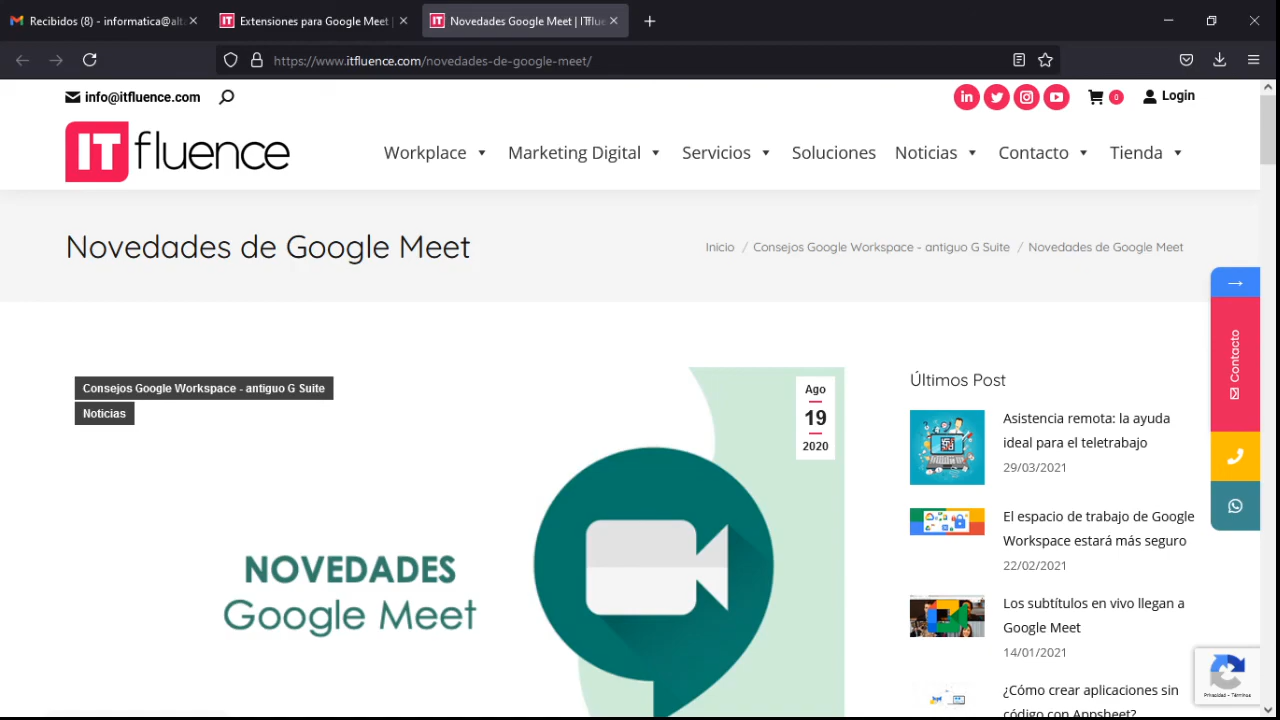 Recibidos (8) - informatica@alt
Extensiones para Google Meet |
Novedades Google Meet | ITflue
https://www.itfluence.com/novedades-de-google-meet/
info@itfluence.com
0
Login
ITfluence
Workplace
Marketing Digital
Servicios
Soluciones
Noticias
Contacto
Tienda
Novedades de Google Meet
Inicio / Consejos Google Workspace - antiguo G Suite / Novedades de Google Meet
Contacto
Consejos Google Workspace - antiguo G Suite
Noticias
Ago
19
2020
NOVEDADES
Google Meet
Últimos Post
Asistencia remota: la ayuda
ideal para el teletrabajo
29/03/2021
El espacio de trabajo de Google
Workspace estará más seguro
22/02/2021
Los subtítulos en vivo llegan a
Google Meet
14/01/2021
¿Cómo crear aplicaciones sin
código con Appsheet?
Privacidad - Términos